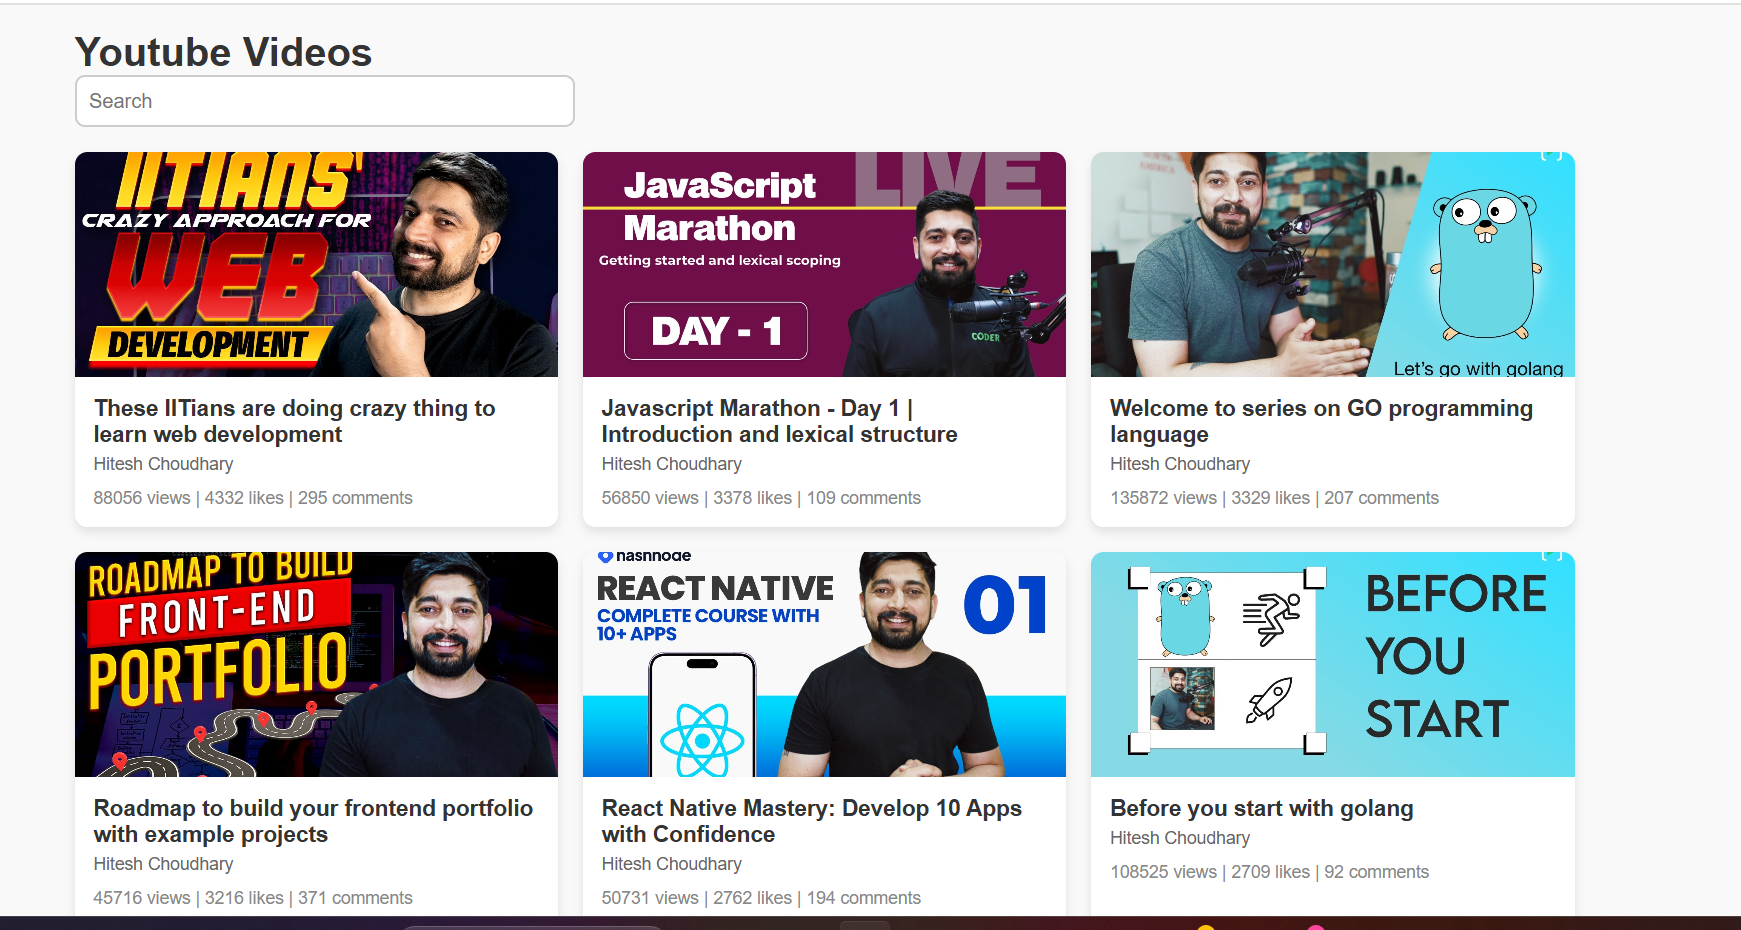 Youtube Videos
Search
IITIANS'
CRAZY APPROACH FOR
WEB
DEVELOPMENT
These IITians are doing crazy thing to
learn web development
Hitesh Choudhary
88056 views | 4332 likes | 295 comments
LIVE
JavaScript
Marathon
Getting started and lexical scoping
DAY - 1
CODER
Javascript Marathon - Day 1 |
Introduction and lexical structure
Hitesh Choudhary
56850 views | 3378 likes | 109 comments
Let's go with golang
Welcome to series on GO programming
language
Hitesh Choudhary
135872 views | 3329 likes | 207 comments
ROADMAP TO BUILD
FRONT-END
PORTFOLIO
Roadmap to build your frontend portfolio
with example projects
Hitesh Choudhary
45716 views | 3216 likes | 371 comments
hashnode
REACT NATIVE
COMPLETE COURSE WITH
10+ APPS
01
React Native Mastery: Develop 10 Apps
with Confidence
Hitesh Choudhary
50731 views | 2762 likes | 194 comments
BEFORE
YOU
START
Before you start with golang
Hitesh Choudhary
108525 views | 2709 likes | 92 comments